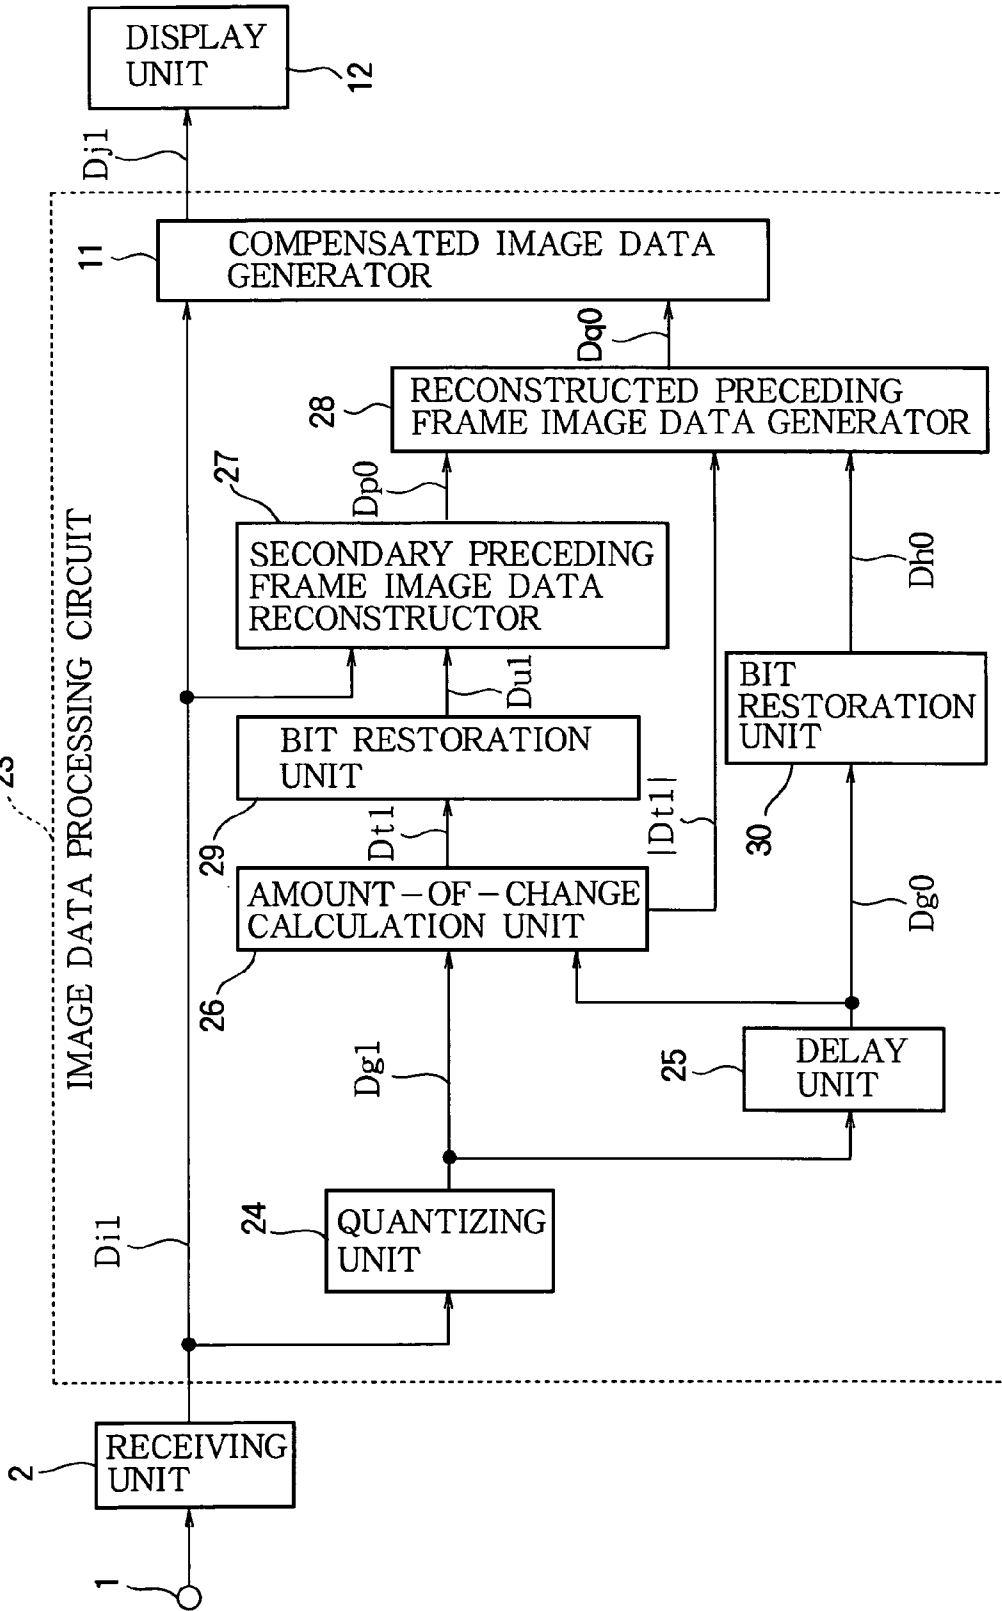 DISPLAY
UNIT
12
Dj1
11
COMPENSATED IMAGE DATA
GENERATOR
Dq0
28
RECONSTRUCTED PRECEDING
FRAME IMAGE DATA GENERATOR
27
Dp0
SECONDARY PRECEDING
FRAME IMAGE DATA
RECONSTRUCTOR
Dh0
IMAGE DATA PROCESSING CIRCUIT
Du1
BIT
RESTORATION
UNIT
30
BIT RESTORATION
UNIT
29
Dt1
|Dt1|
AMOUNT-OF-CHANGE
CALCULATION UNIT
26
Dg0
Dg1
25
DELAY
UNIT
24
QUANTIZING
UNIT
Di1
2
RECEIVING
UNIT
1